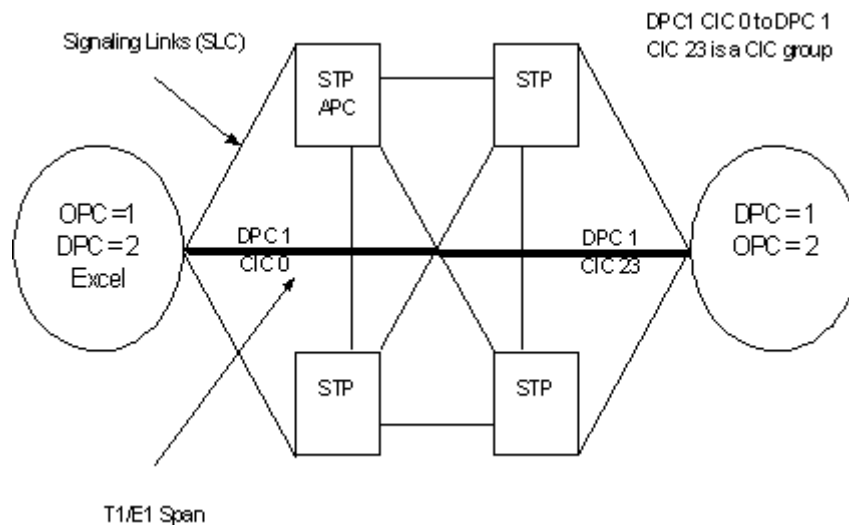 DPC1 CIC 0 to DPC 1
CIC 23 is a CIC group
Signaling Links (SLC)
STP
APC
STP
OPC =1
DPC = 2
Excel
DPC 1
CIC 0
DPC 1
CIC 23
DPC = 1
OPC = 2
STP
STP
T1/E1 Span